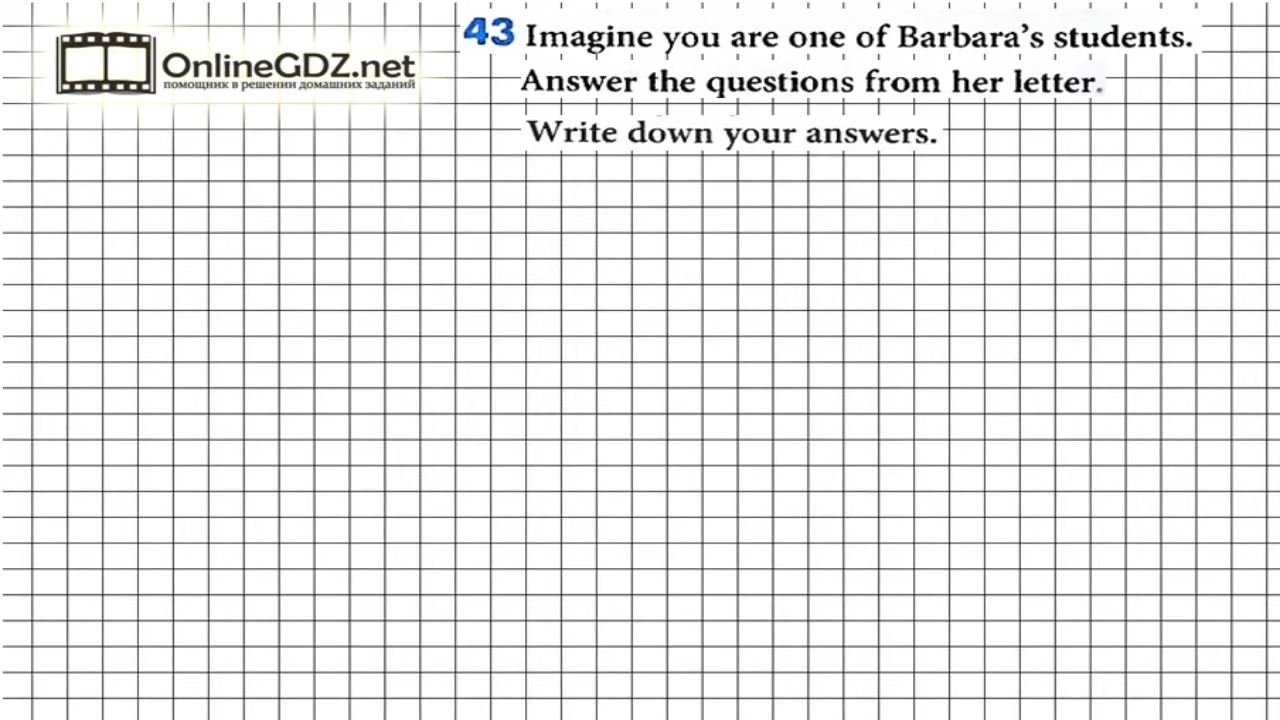 OnlineGDZ.net
помощник в решении домашних заданий
43 Imagine you are one of Barbara's students.
Answer the questions from her letter.
Write down your answers.